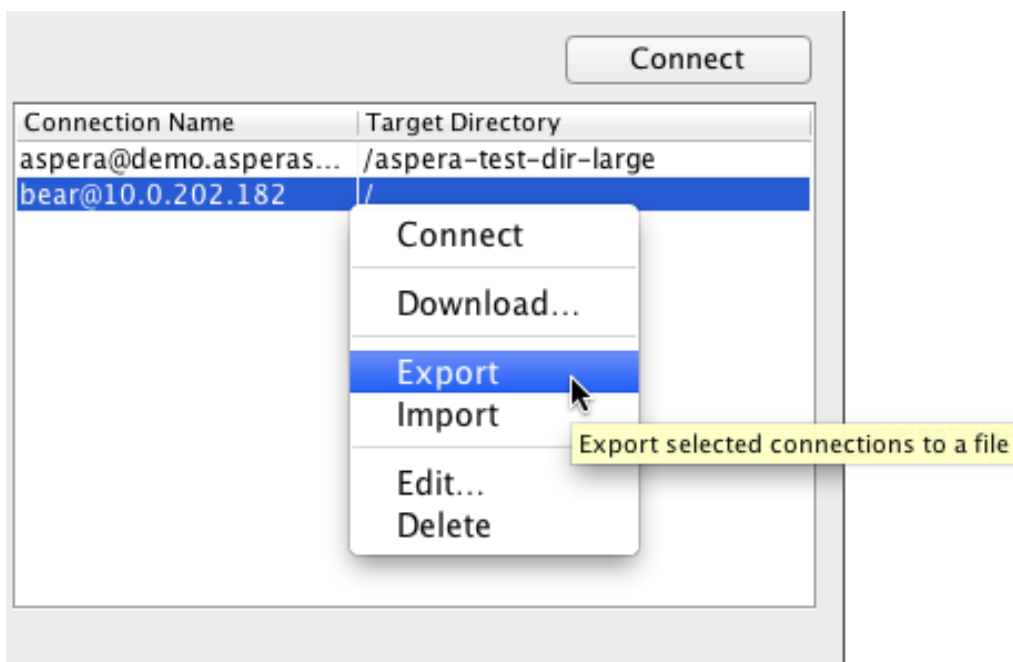 Connect
Connection Name Target Directory
aspera@demo.asperas... /aspera-test-dir-large
bear@10.0.202.182 /
Connect
Download...
Export
Import
Export selected connections to a file
Edit...
Delete